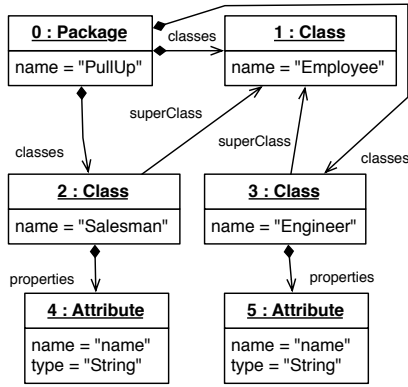 0 : Package
name = "PullUp"
classes
1 : Class
name = "Employee"
superClass
superClass
classes
classes
2 : Class
name = "Salesman"
3 : Class
name = "Engineer"
properties
properties
4 : Attribute
name = "name"
type = "String"
5 : Attribute
name = "name"
type = "String"